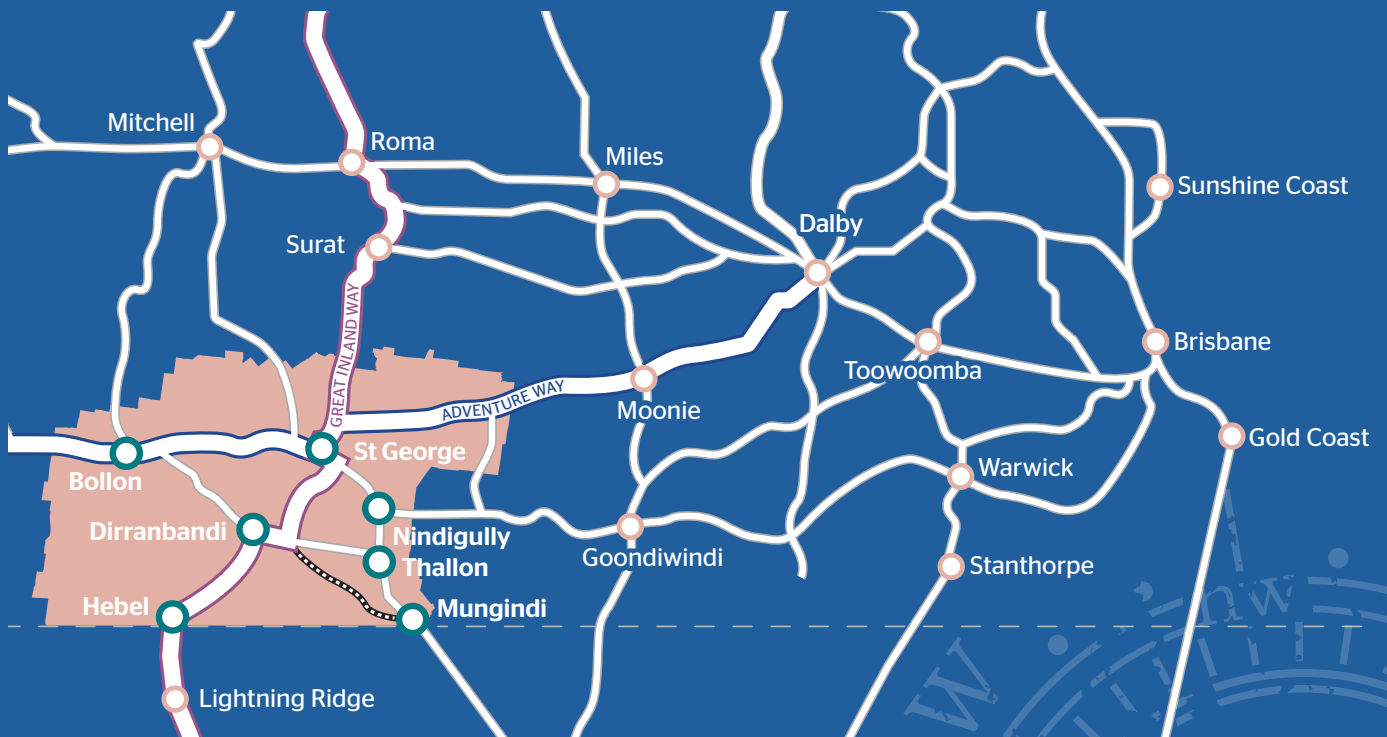 Mitchell
Roma
Miles
Sunshine Coast
Surat
Dalby
GREAT INLAND WAY
Brisbane
Toowoomba
ADVENTURE WAY
Moonie
Gold Coast
St George
Warwick
Bollon
Dirranbandi
Nindigully
Goondiwindi
Thallon
Stanthorpe
Hebel
Mungindi
nw
W
Lightning Ridge